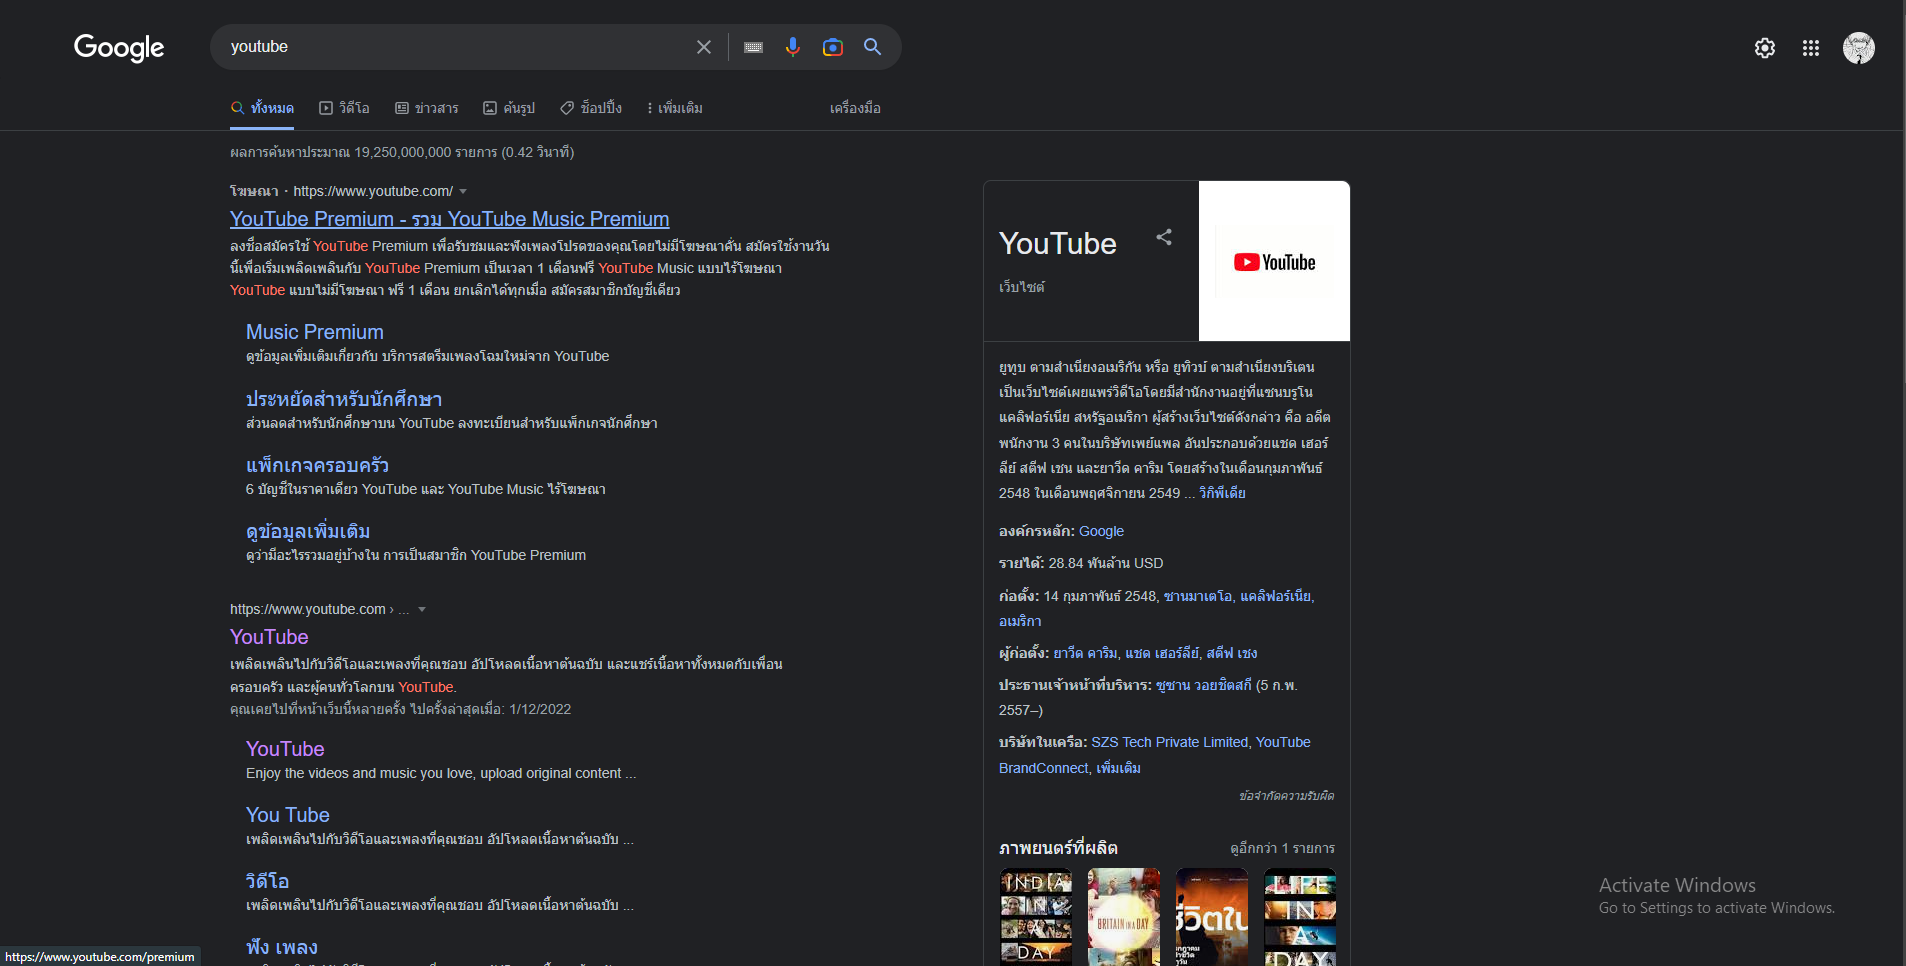 Google
youtube
ทั้งหมด
วิดีโอ
ข่าวสาร
ค้นรูป
ช็อปปิ้ง
เพิ่มเติม
เครื่องมือ
ผลการค้นหาประมาณ 19,250,000,000 รายการ (0.42 วินาที)
โฆษณา · https://www.youtube.com/
YouTube Premium - รวม YouTube Music Premium
ลงชื่อสมัครใช้ YouTube Premium เพื่อรับชมและฟังเพลงโปรดของคุณโดยไม่มีโฆษณาคั่น สมัครใช้งานวัน
นี้เพื่อเริ่มเพลิดเพลินกับ YouTube Premium เป็นเวลา 1 เดือนฟรี YouTube Music แบบไร้โฆษณา
YouTube แบบไม่มีโฆษณา ฟรี 1 เดือน ยกเลิกได้ทุกเมื่อ สมัครสมาชิกบัญชีเดียว
Music Premium
ดูข้อมูลเพิ่มเติมเกี่ยวกับ บริการสตรีมเพลงโฉมใหม่จาก YouTube
ประหยัดสำหรับนักศึกษา
ส่วนลดสำหรับนักศึกษาบน YouTube ลงทะเบียนสำหรับแพ็กเกจนักศึกษา
แพ็กเกจครอบครัว
6 บัญชีในราคาเดียว YouTube และ YouTube Music ไร้โฆษณา
ดูข้อมูลเพิ่มเติม
ดูว่ามีอะไรรวมอยู่บ้างใน การเป็นสมาชิก YouTube Premium
https://www.youtube.com › ...
YouTube
เพลิดเพลินไปกับวิดีโอและเพลงที่คุณชอบ อัปโหลดเนื้อหาต้นฉบับ และแชร์เนื้อหาทั้งหมดกับเพื่อน
ครอบครัว และผู้คนทั่วโลกบน YouTube.
คุณเคยไปที่หน้าเว็บนี้หลายครั้ง ไปครั้งล่าสุดเมื่อ: 1/12/2022
YouTube
Enjoy the videos and music you love, upload original content ...
You Tube
เพลิดเพลินไปกับวิดีโอและเพลงที่คุณชอบ อัปโหลดเนื้อหาต้นฉบับ ...
วิดีโอ
เพลิดเพลินไปกับวิดีโอและเพลงที่คุณชอบ อัปโหลดเนื้อหาต้นฉบับ ...
ฟัง เพลง
https://www.youtube.com/premium
YouTube
เว็บไซต์
YouTube
ยูทูบ ตามสำเนียงอเมริกัน หรือ ยูทิวบ์ ตามสำเนียงบริเตน
เป็นเว็บไซต์เผยแพร่วิดีโอโดยมีสำนักงานอยู่ที่แซนบรูโน
แคลิฟอร์เนีย สหรัฐอเมริกา ผู้สร้างเว็บไซต์ดังกล่าว คือ อดีต
พนักงาน 3 คนในบริษัทเพย์แพล อันประกอบด้วยแชด เฮอร์
ลีย์ สตีฟ เชน และยาวีด คาริม โดยสร้างในเดือนกุมภาพันธ์
2548 ในเดือนพฤศจิกายน 2549 ... วิกิพีเดีย
องค์กรหลัก: Google
รายได้: 28.84 พันล้าน USD
ก่อตั้ง: 14 กุมภาพันธ์ 2548, ซานมาเตโอ, แคลิฟอร์เนีย,
อเมริกา
ผู้ก่อตั้ง: ยาวีด คาริม, แชด เฮอร์ลีย์, สตีฟ เชง
ประธานเจ้าหน้าที่บริหาร: ซูซาน วอยชิตสกี (5 ก.พ.
2557–)
บริษัทในเครือ: SZS Tech Private Limited, YouTube
BrandConnect, เพิ่มเติม
ข้อจำกัดความรับผิด
ภาพยนตร์ที่ผลิต
ดูอีกกว่า 1 รายการ
INDIA
IN
A
DAY
BRITAIN IN A DAY
ชีวิตใน
LIFE
IN
A
DAY
Activate Windows
Go to Settings to activate Windows.